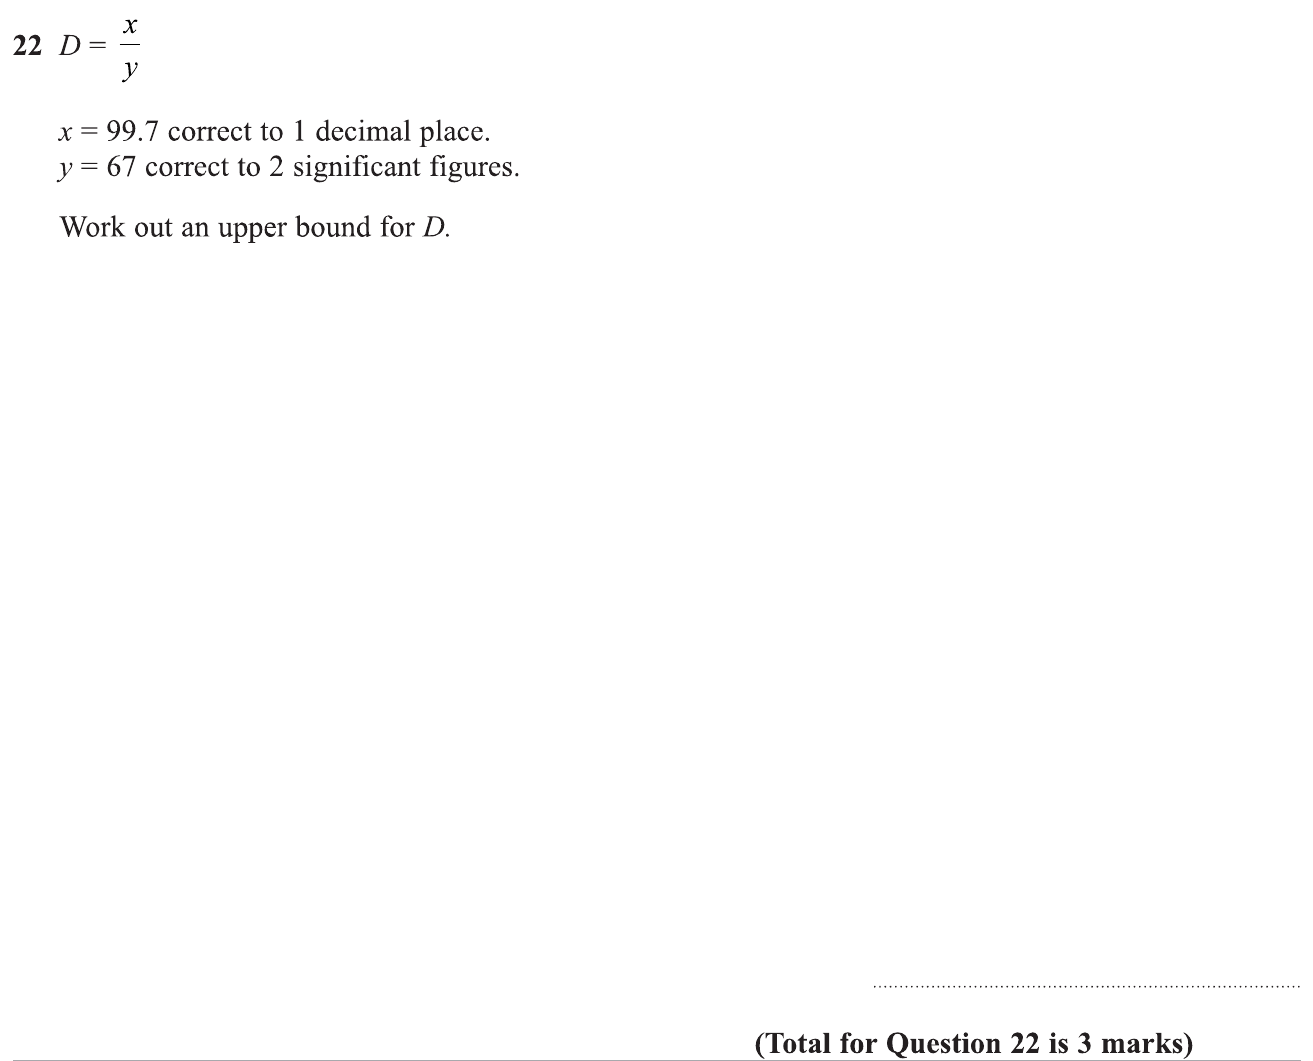 22 D = x/y
x = 99.7 correct to 1 decimal place.
y = 67 correct to 2 significant figures.
Work out an upper bound for D.
(Total for Question 22 is 3 marks)